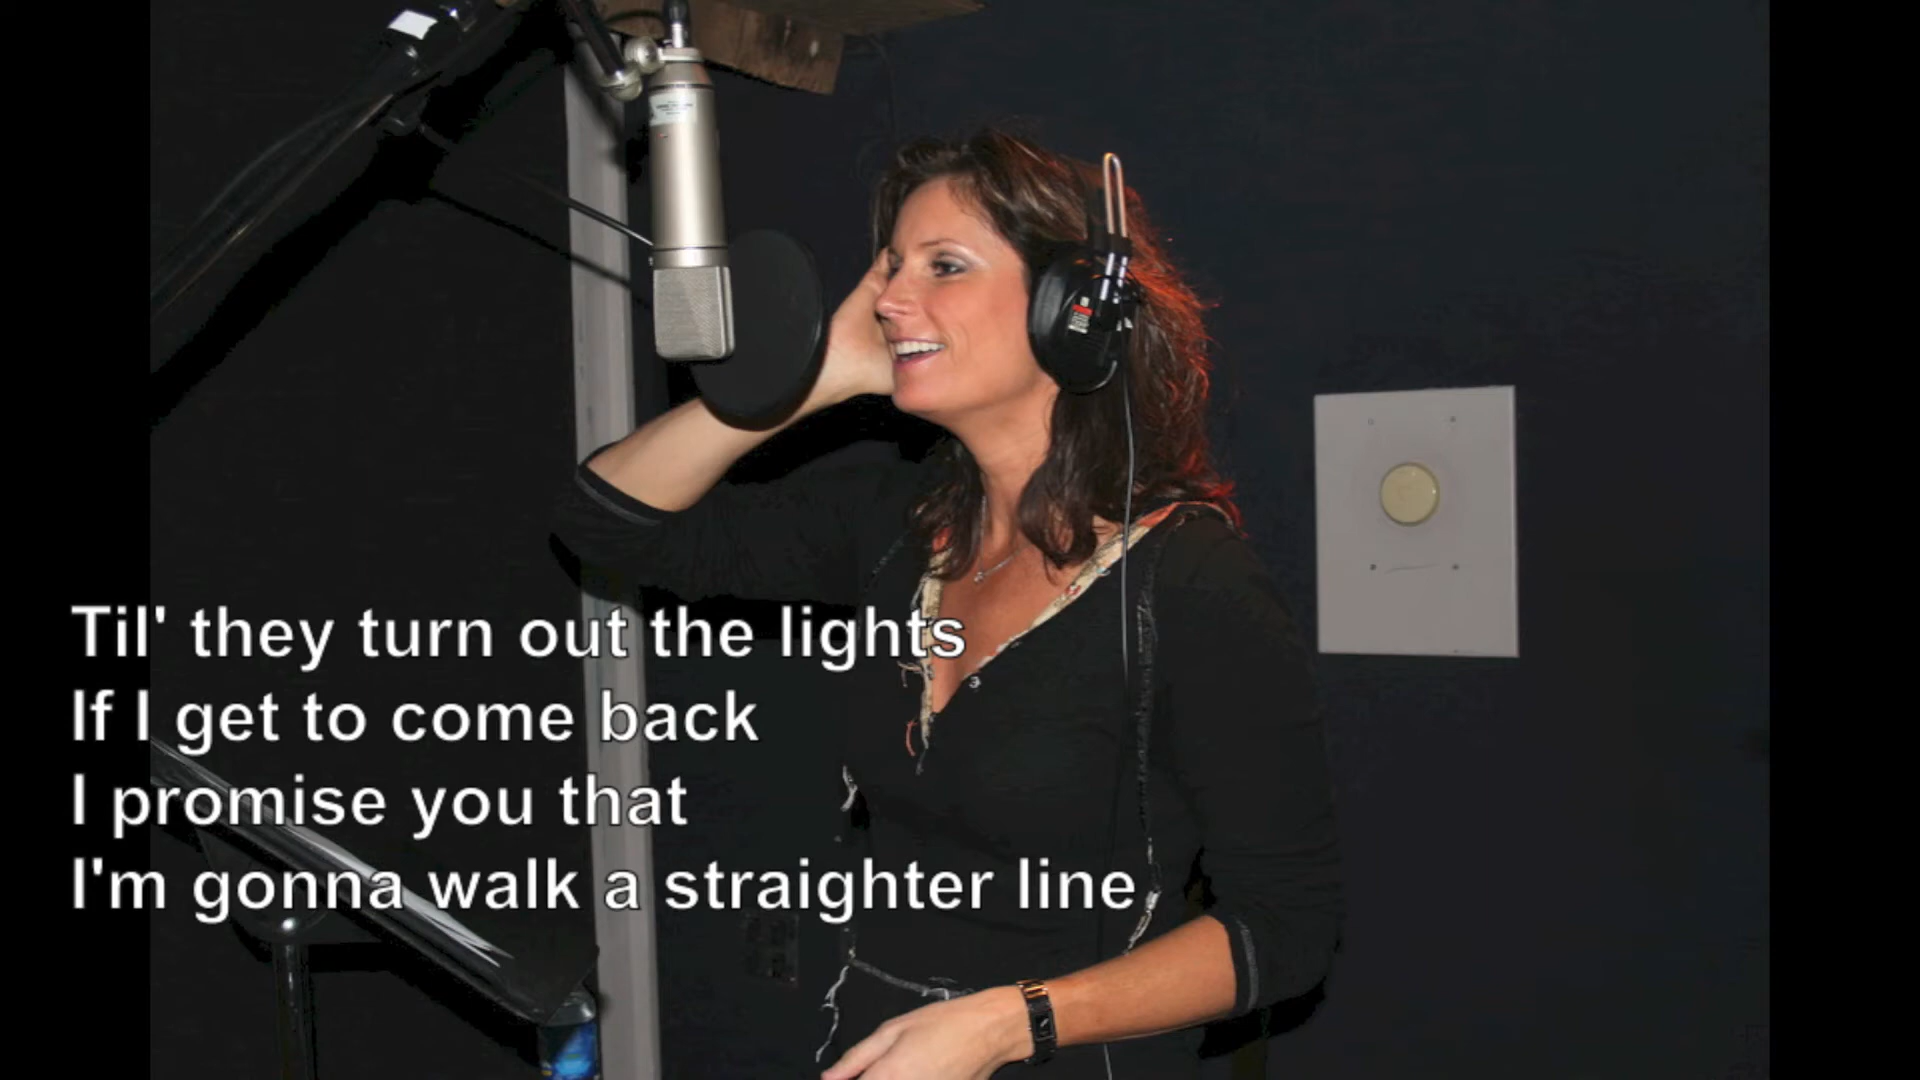 Til' they turn out the lights
If I get to come back
I promise you that
I'm gonna walk a straighter line